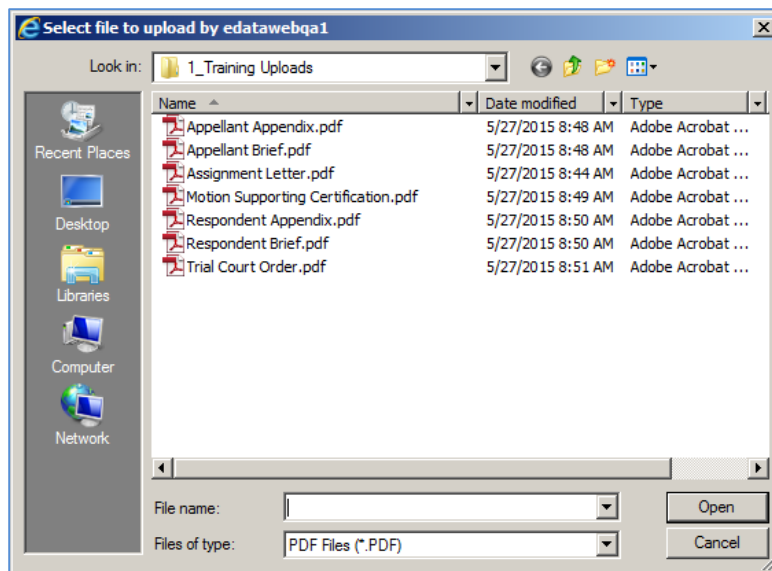 Select file to upload by edatawebqa1
Look in: 1_Training Uploads
Recent Places
Desktop
Libraries
Computer
Network
Name Date modified Type
Appellant Appendix.pdf 5/27/2015 8:48 AM Adobe Acrobat ...
Appellant Brief.pdf 5/27/2015 8:48 AM Adobe Acrobat ...
Assignment Letter.pdf 5/27/2015 8:44 AM Adobe Acrobat ...
Motion Supporting Certification.pdf 5/27/2015 8:49 AM Adobe Acrobat ...
Respondent Appendix.pdf 5/27/2015 8:50 AM Adobe Acrobat ...
Respondent Brief.pdf 5/27/2015 8:50 AM Adobe Acrobat ...
Trial Court Order.pdf 5/27/2015 8:51 AM Adobe Acrobat ...
File name: Open
Files of type: PDF Files (*.PDF) Cancel